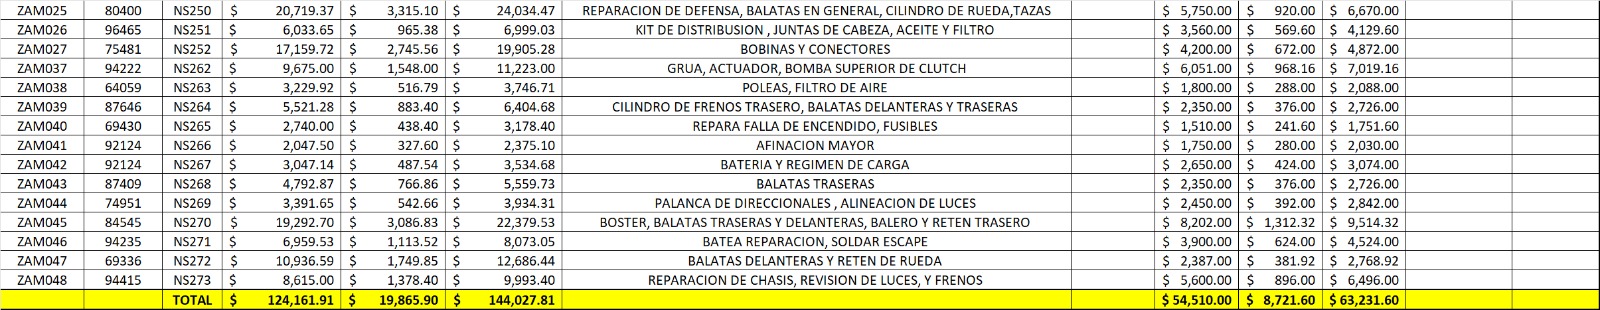 ZAM025 80400 NS250 $ 20,719.37 $ 3,315.10 $ 24,034.47 REPARACION DE DEFENSA, BALATAS EN GENERAL, CILINDRO DE RUEDA,TAZAS $ 5,750.00 $ 920.00 $ 6,670.00
ZAM026 96465 NS251 $ 6,033.65 $ 965.38 $ 6,999.03 KIT DE DISTRIBUSION , JUNTAS DE CABEZA, ACEITE Y FILTRO $ 3,560.00 $ 569.60 $ 4,129.60
ZAM027 75481 NS252 $ 17,159.72 $ 2,745.56 $ 19,905.28 BOBINAS Y CONECTORES $ 4,200.00 $ 672.00 $ 4,872.00
ZAM037 94222 NS262 $ 9,675.00 $ 1,548.00 $ 11,223.00 GRUA, ACTUADOR, BOMBA SUPERIOR DE CLUTCH $ 6,051.00 $ 968.16 $ 7,019.16
ZAM038 64059 NS263 $ 3,229.92 $ 516.79 $ 3,746.71 POLEAS, FILTRO DE AIRE $ 1,800.00 $ 288.00 $ 2,088.00
ZAM039 87646 NS264 $ 5,521.28 $ 883.40 $ 6,404.68 CILINDRO DE FRENOS TRASERO, BALATAS DELANTERAS Y TRASERAS $ 2,350.00 $ 376.00 $ 2,726.00
ZAM040 69430 NS265 $ 2,740.00 $ 438.40 $ 3,178.40 REPARA FALLA DE ENCENDIDO, FUSIBLES $ 1,510.00 $ 241.60 $ 1,751.60
ZAM041 92124 NS266 $ 2,047.50 $ 327.60 $ 2,375.10 AFINACION MAYOR $ 1,750.00 $ 280.00 $ 2,030.00
ZAM042 92124 NS267 $ 3,047.14 $ 487.54 $ 3,534.68 BATERIA Y REGIMEN DE CARGA $ 2,650.00 $ 424.00 $ 3,074.00
ZAM043 87409 NS268 $ 4,792.87 $ 766.86 $ 5,559.73 BALATAS TRASERAS $ 2,350.00 $ 376.00 $ 2,726.00
ZAM044 74951 NS269 $ 3,391.65 $ 542.66 $ 3,934.31 PALANCA DE DIRECCIONALES , ALINEACION DE LUCES $ 2,450.00 $ 392.00 $ 2,842.00
ZAM045 84545 NS270 $ 19,292.70 $ 3,086.83 $ 22,379.53 BOSTER, BALATAS TRASERAS Y DELANTERAS, BALERO Y RETEN TRASERO $ 8,202.00 $ 1,312.32 $ 9,514.32
ZAM046 94235 NS271 $ 6,959.53 $ 1,113.52 $ 8,073.05 BATEA REPARACION, SOLDAR ESCAPE $ 3,900.00 $ 624.00 $ 4,524.00
ZAM047 69336 NS272 $ 10,936.59 $ 1,749.85 $ 12,686.44 BALATAS DELANTERAS Y RETEN DE RUEDA $ 2,387.00 $ 381.92 $ 2,768.92
ZAM048 94415 NS273 $ 8,615.00 $ 1,378.40 $ 9,993.40 REPARACION DE CHASIS, REVISION DE LUCES, Y FRENOS $ 5,600.00 $ 896.00 $ 6,496.00
TOTAL $ 124,161.91 $ 19,865.90 $ 144,027.81 $ 54,510.00 $ 8,721.60 $ 63,231.60